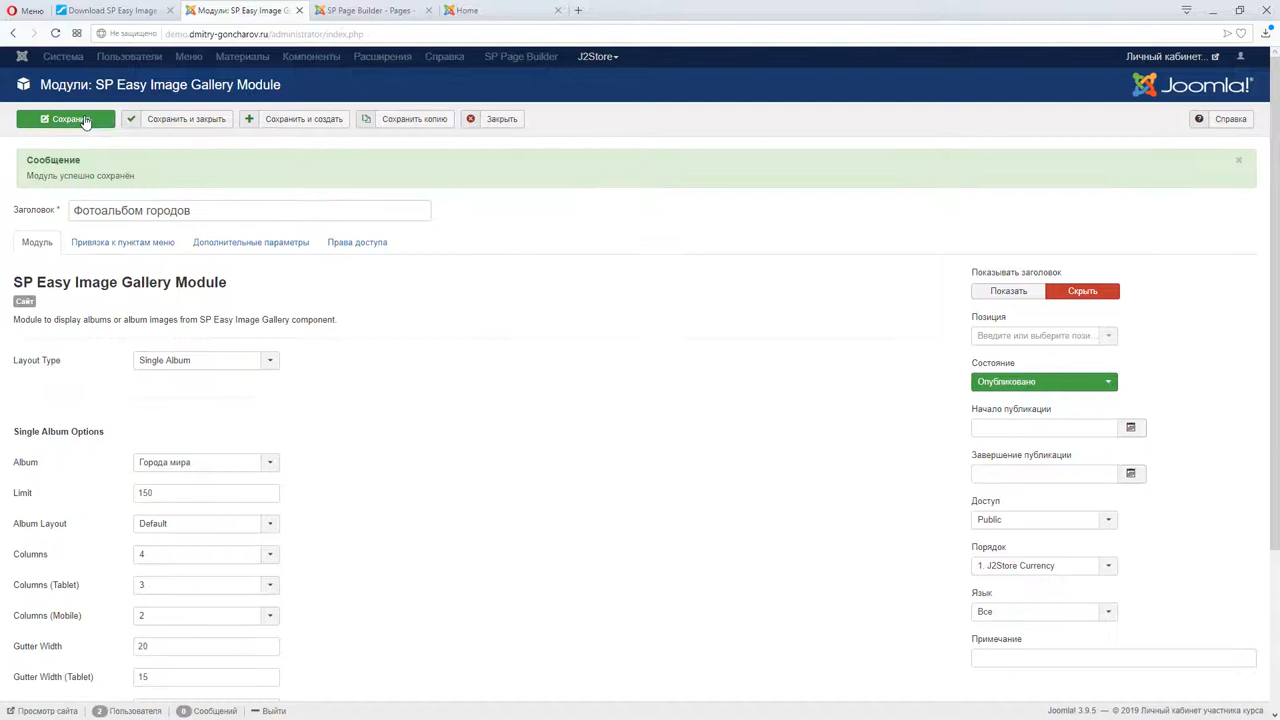 Меню
Download SP Easy Image
Модули: SP Easy Image G
SP Page Builder - Pages -
Home
Не защищено
demo.dmitry-goncharov.ru/administrator/index.php
Система Пользователи Меню Материалы Компоненты Расширения Справка SP Page Builder J2Store
Личный кабинет...
Модули: SP Easy Image Gallery Module
Joomla!
Сохранить
Сохранить и закрыть
Сохранить и создать
Сохранить копию
Закрыть
Справка
Сообщение
Модуль успешно сохранён
Заголовок * Фотоальбом городов
Модуль Привязка к пунктам меню Дополнительные параметры Права доступа
SP Easy Image Gallery Module
Сайт
Module to display albums or album images from SP Easy Image Gallery component.
Layout Type Single Album
Single Album Options
Album Города мира
Limit 150
Album Layout Default
Columns 4
Columns (Tablet) 3
Columns (Mobile) 2
Gutter Width 20
Gutter Width (Tablet) 15
Показывать заголовок
Показать Скрыть
Позиция
Введите или выберите пози...
Состояние
Опубликовано
Начало публикации
Завершение публикации
Доступ
Public
Порядок
1. J2Store Currency
Язык
Все
Примечание
Просмотр сайта 2 Пользователя 0 Сообщений Выйти
Joomla! 3.9.5 — © 2019 Личный кабинет участника курса